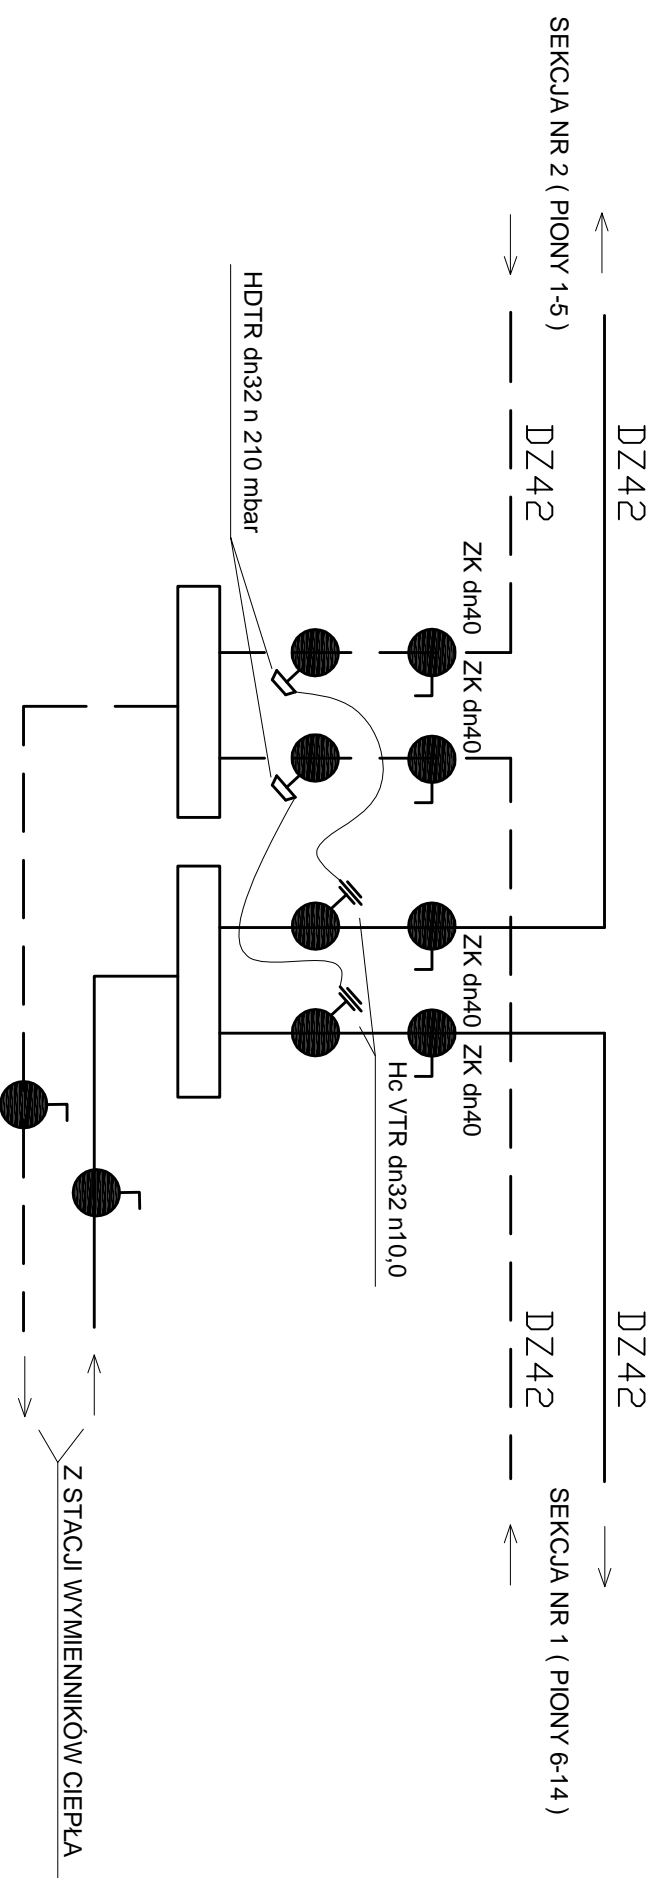 SEKCJA NR 2 ( PIONY 1-5 )
DZ42
DZ42
HDTR dn32 n 210 mbar
ZK dn40
ZK dn40
ZK dn40
ZK dn40
Hc VTR dn32 n10,0
DZ42
DZ42
SEKCJA NR 1 ( PIONY 6-14 )
Z STACJI WYMIENNIKÓW CIEPŁA